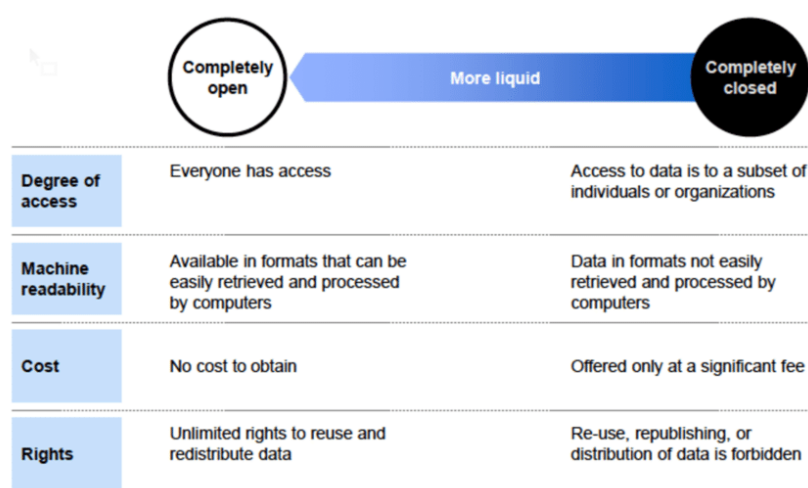 Completely
open
More liquid
Completely
closed
Degree of
access
Everyone has access
Access to data is to a subset of
individuals or organizations
Machine
readability
Available in formats that can be
easily retrieved and processed
by computers
Data in formats not easily
retrieved and processed by
computers
Cost
No cost to obtain
Offered only at a significant fee
Rights
Unlimited rights to reuse and
redistribute data
Re-use, republishing, or
distribution of data is forbidden